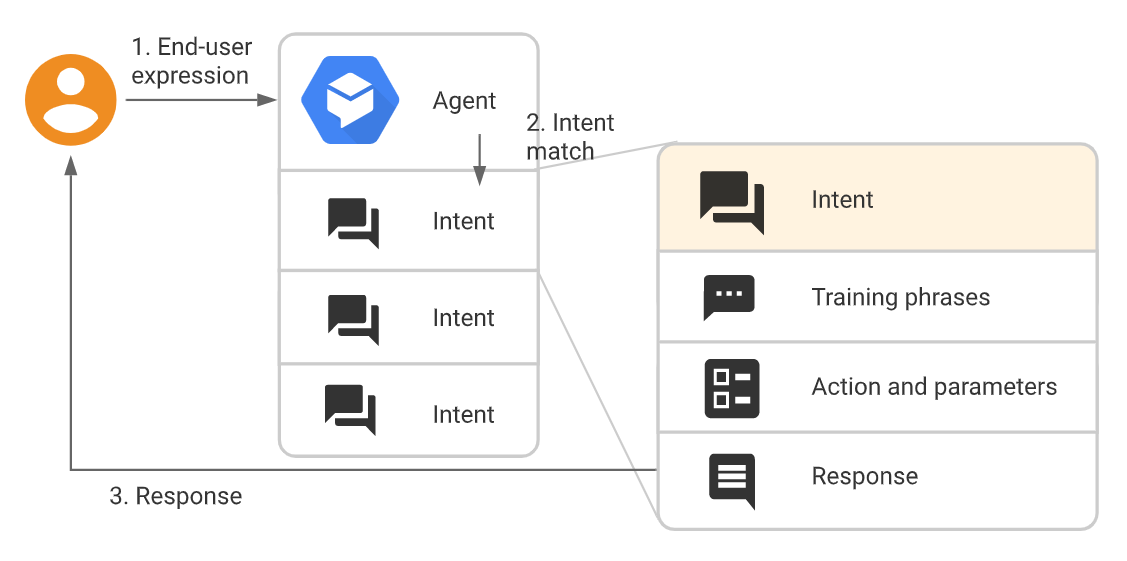 1. End-user
expression
Agent
2. Intent
match
Intent
Intent
Intent
Intent
Training phrases
Action and parameters
Response
3. Response